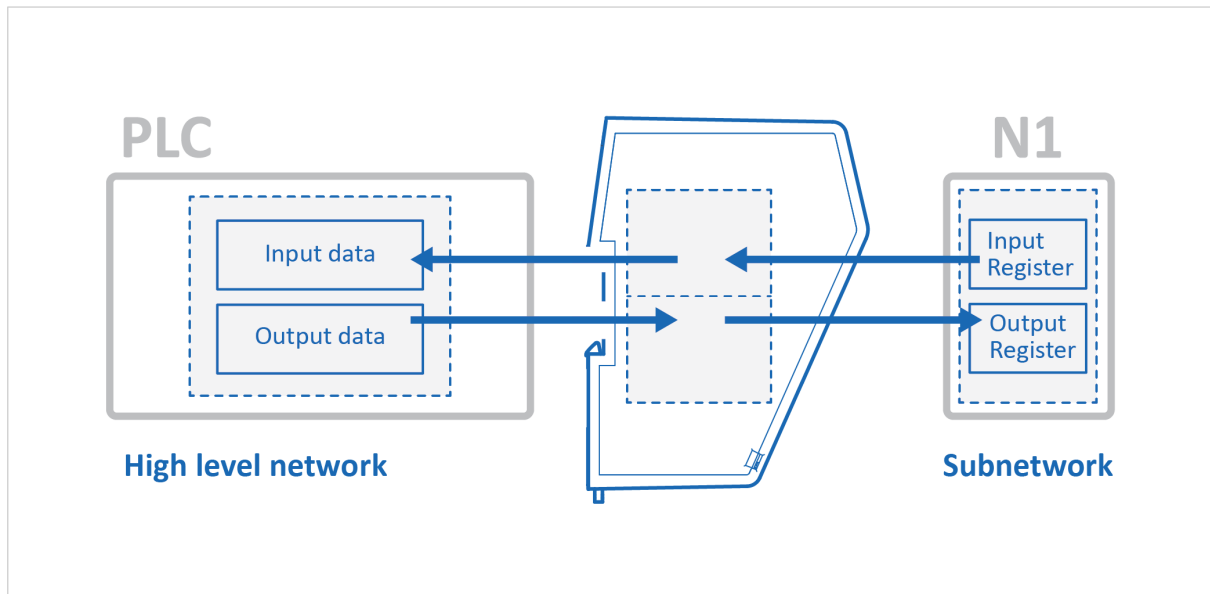 PLC
N1
Input data
Output data
Input
Register
Output
Register
High level network
Subnetwork